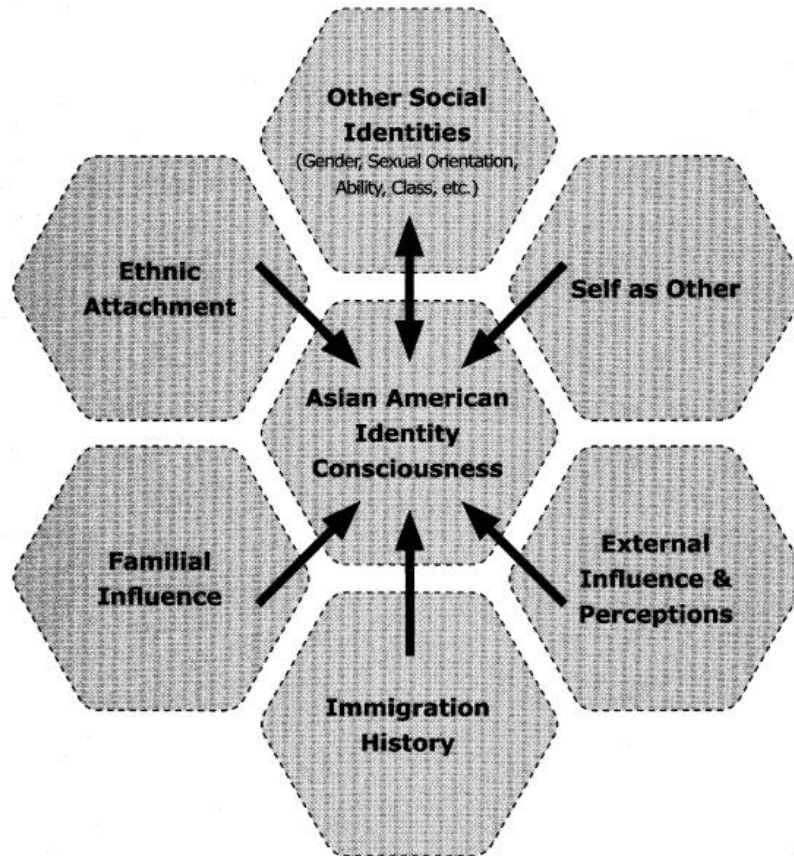 Other Social
Identities
(Gender, Sexual Orientation,
Ability, Class, etc.)
Ethnic
Attachment
Self as Other
Asian American
Identity
Consciousness
Familial
Influence
External
Influence &
Perceptions
Immigration
History